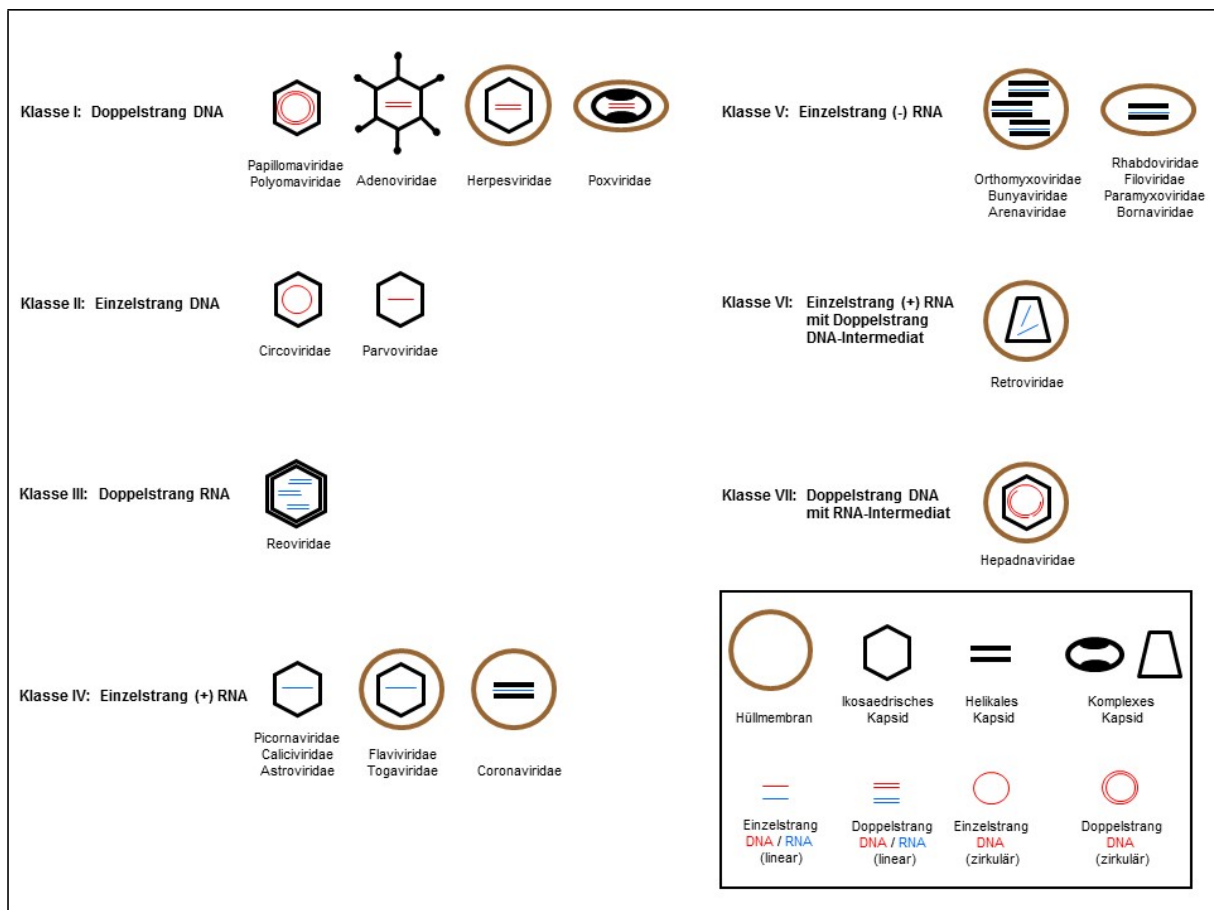 Klasse I: Doppelstrang DNA
Papillomaviridae
Polyomaviridae
Adenoviridae
Herpesviridae
Poxviridae
Klasse II: Einzelstrang DNA
Circoviridae
Parvoviridae
Klasse III: Doppelstrang RNA
Reoviridae
Klasse IV: Einzelstrang (+) RNA
Picornaviridae
Caliciviridae
Astroviridae
Flaviviridae
Togaviridae
Coronaviridae
Klasse V: Einzelstrang (-) RNA
Orthomyxoviridae
Bunyaviridae
Arenaviridae
Rhabdoviridae
Filoviridae
Paramyxoviridae
Bornaviridae
Klasse VI: Einzelstrang (+) RNA
mit Doppelstrang
DNA-Intermediat
Retroviridae
Klasse VII: Doppelstrang DNA
mit RNA-Intermediat
Hepadnaviridae
Hüllmembran
Ikosaedrisches
Kapsid
Helikales
Kapsid
Komplexes
Kapsid
Einzelstrang
DNA / RNA
(linear)
Doppelstrang
DNA / RNA
(linear)
Einzelstrang
DNA
(zirkulär)
Doppelstrang
DNA
(zirkulär)